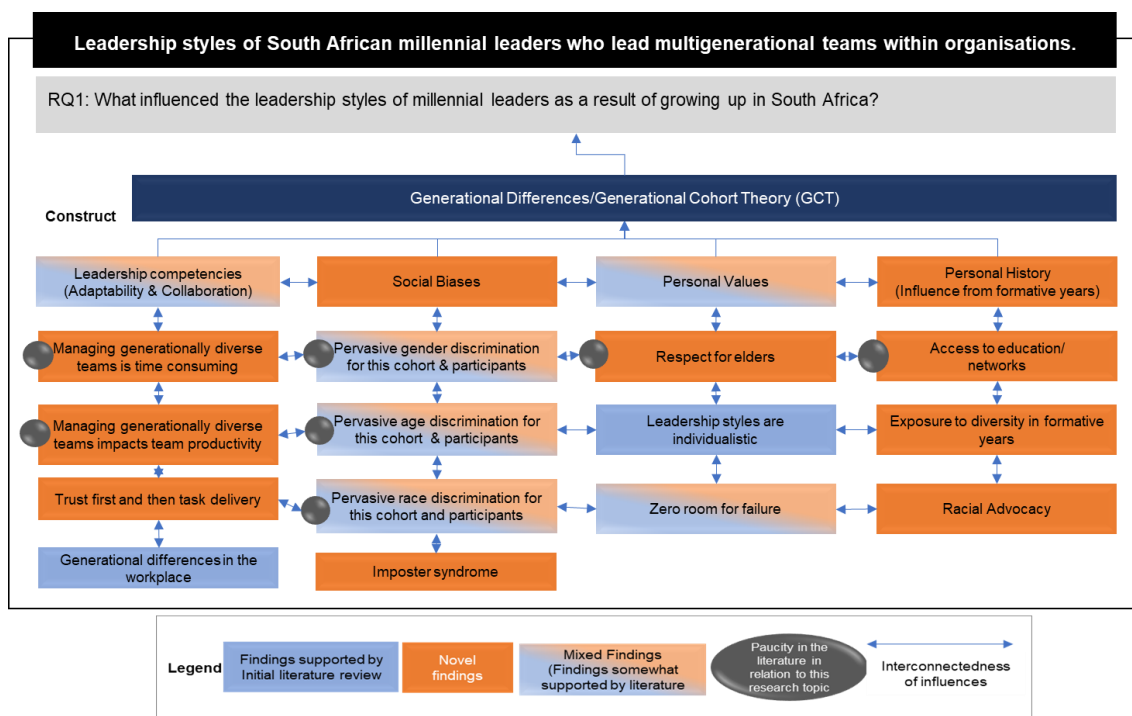 Leadership styles of South African millennial leaders who lead multigenerational teams within organisations.
RQ1: What influenced the leadership styles of millennial leaders as a result of growing up in South Africa?
Generational Differences/Generational Cohort Theory (GCT)
Construct
Leadership competencies
(Adaptability & Collaboration)
Social Biases
Personal Values
Personal History
(Influence from formative years)
Managing generationally diverse
teams is time consuming
Pervasive gender discrimination
for this cohort & participants
Respect for elders
Access to education/
networks
Managing generationally diverse
teams impacts team productivity
Pervasive age discrimination for
this cohort & participants
Leadership styles are
individualistic
Exposure to diversity in formative
years
Trust first and then task delivery
Pervasive race discrimination for
this cohort and participants
Zero room for failure
Racial Advocacy
Generational differences in the
workplace
Imposter syndrome
Legend
Findings supported by
Initial literature review
Novel
findings
Mixed Findings
(Findings somewhat
supported by literature
Paucity in the
literature in
relation to this
research topic
Interconnectedness
of influences